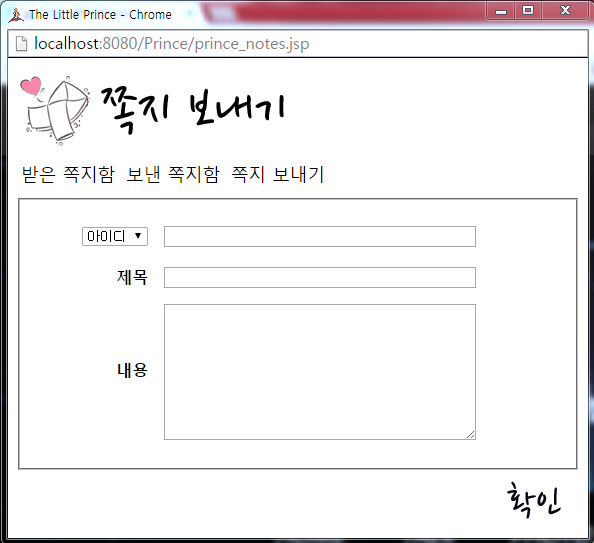 The Little Prince - Chrome
localhost:8080/Prince/prince_notes.jsp
쪽지 보내기
받은 쪽지함 보낸 쪽지함 쪽지 보내기
아이디
제목
내용
확인